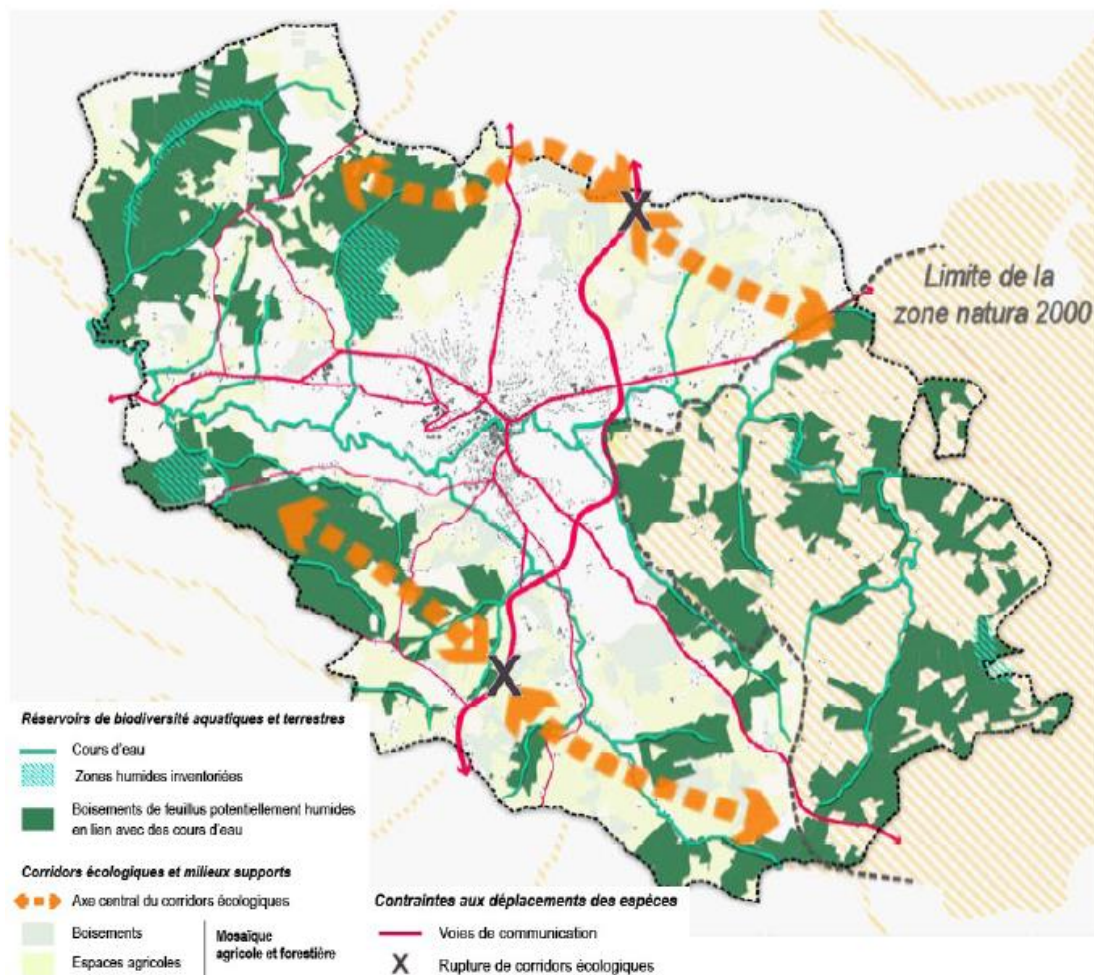 Limite de la
zone natura 2000
Réservoirs de biodiversité aquatiques et terrestres
Cours d'eau
Zones humides inventoriées
Boisements de feuillus potentiellement humides
en lien avec des cours d'eau
Corridors écologiques et milieux supports
Axe central du corridors écologiques
Boisements
Espaces agricoles
Mosaïque
agricole et forestière
Contraintes aux déplacements des espèces
Voies de communication
X
Rupture de corridors écologiques
X
X